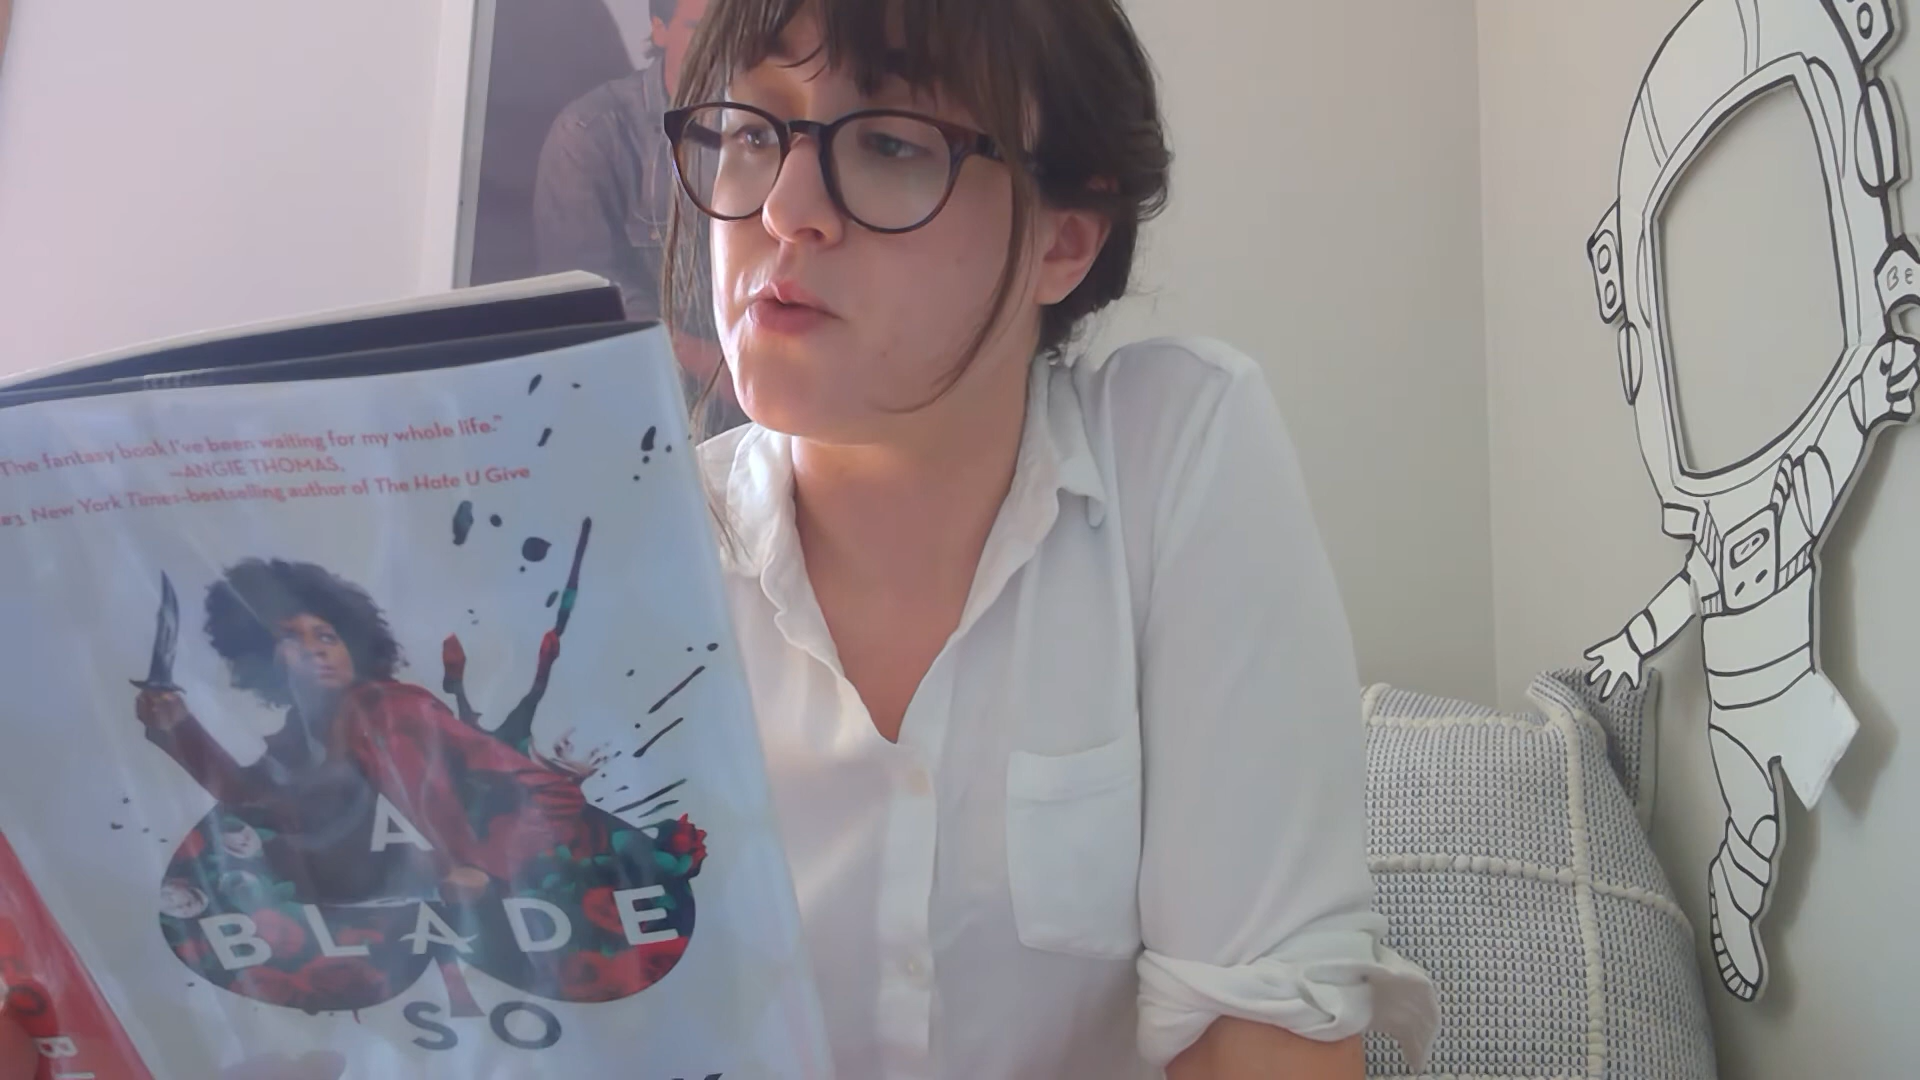 The fantasy book I've been waiting for my whole life."
—ANGIE THOMAS,
#1 New York Times-bestselling author of The Hate U Give
A
BLADE
SO
BE